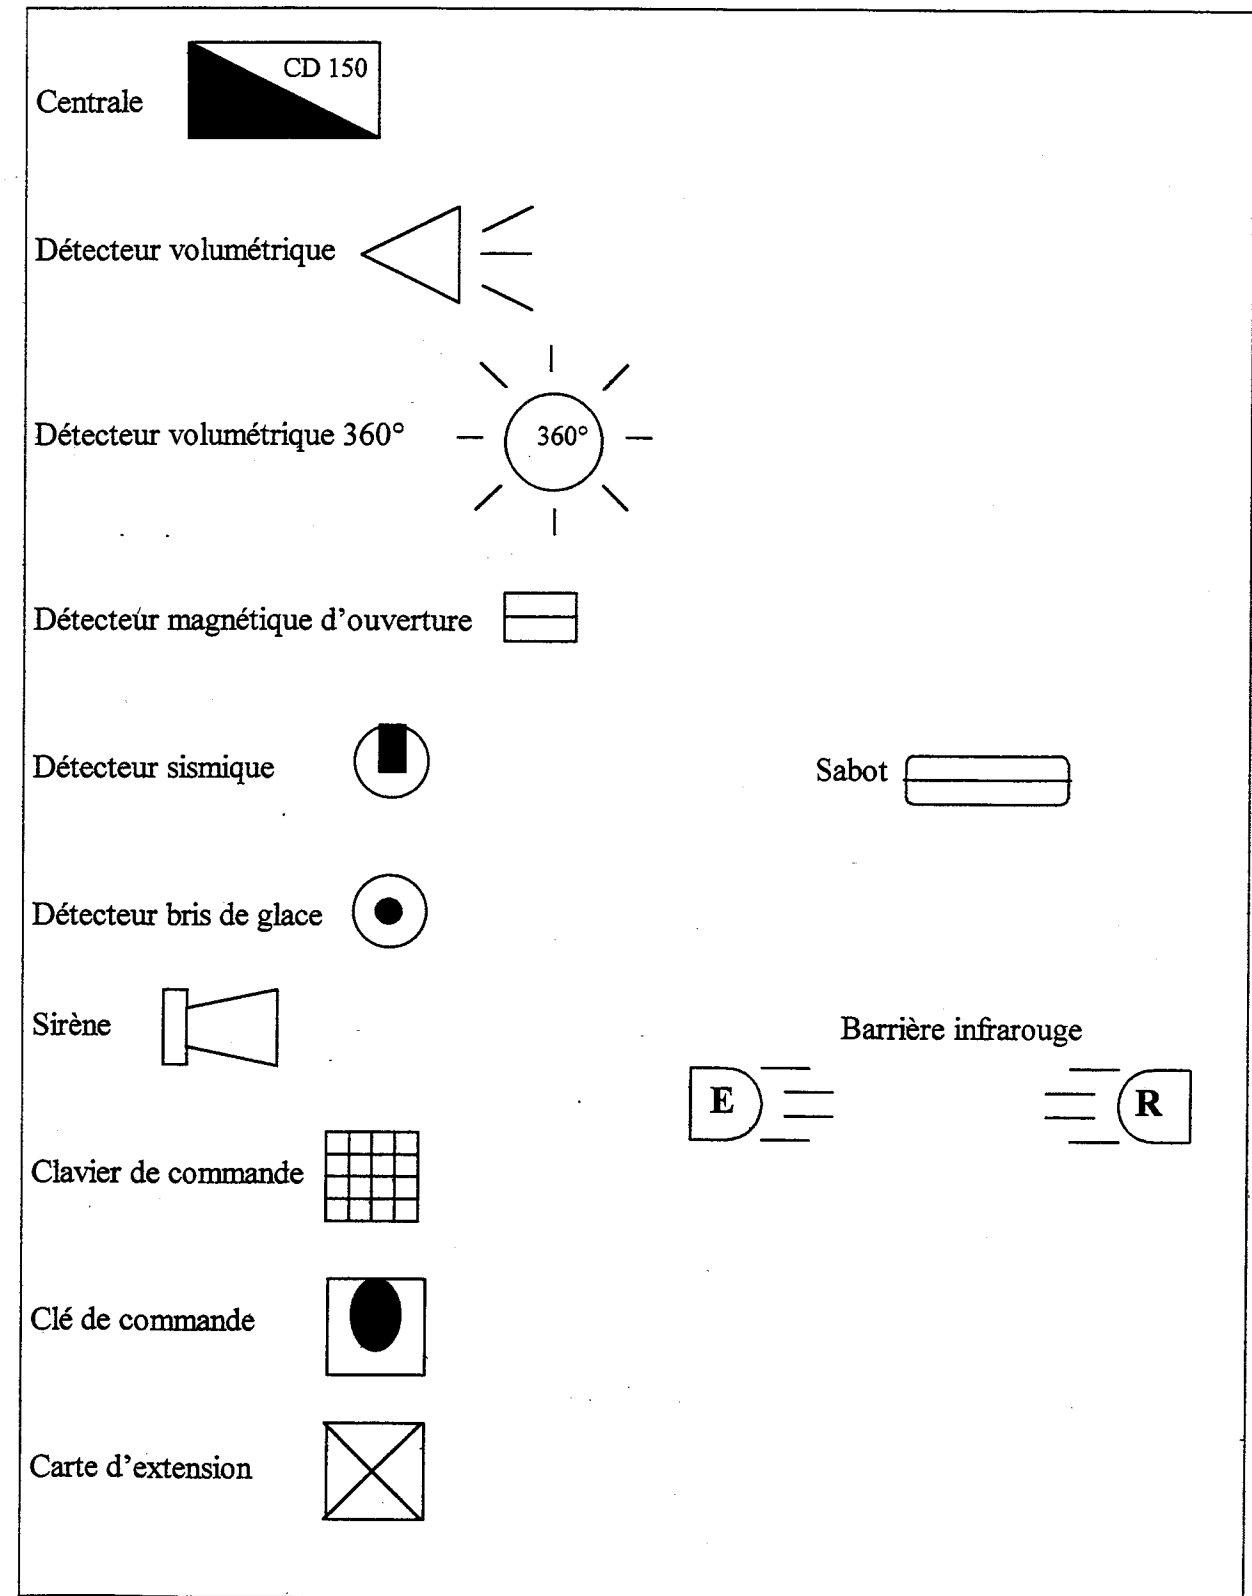 CD 150
Centrale
Détecteur volumétrique
Détecteur volumétrique 360°
360°
Détecteur magnétique d'ouverture
Détecteur sismique
Sabot
Détecteur bris de glace
Sirène
Barrière infrarouge
E
R
Clavier de commande
Clé de commande
Carte d'extension